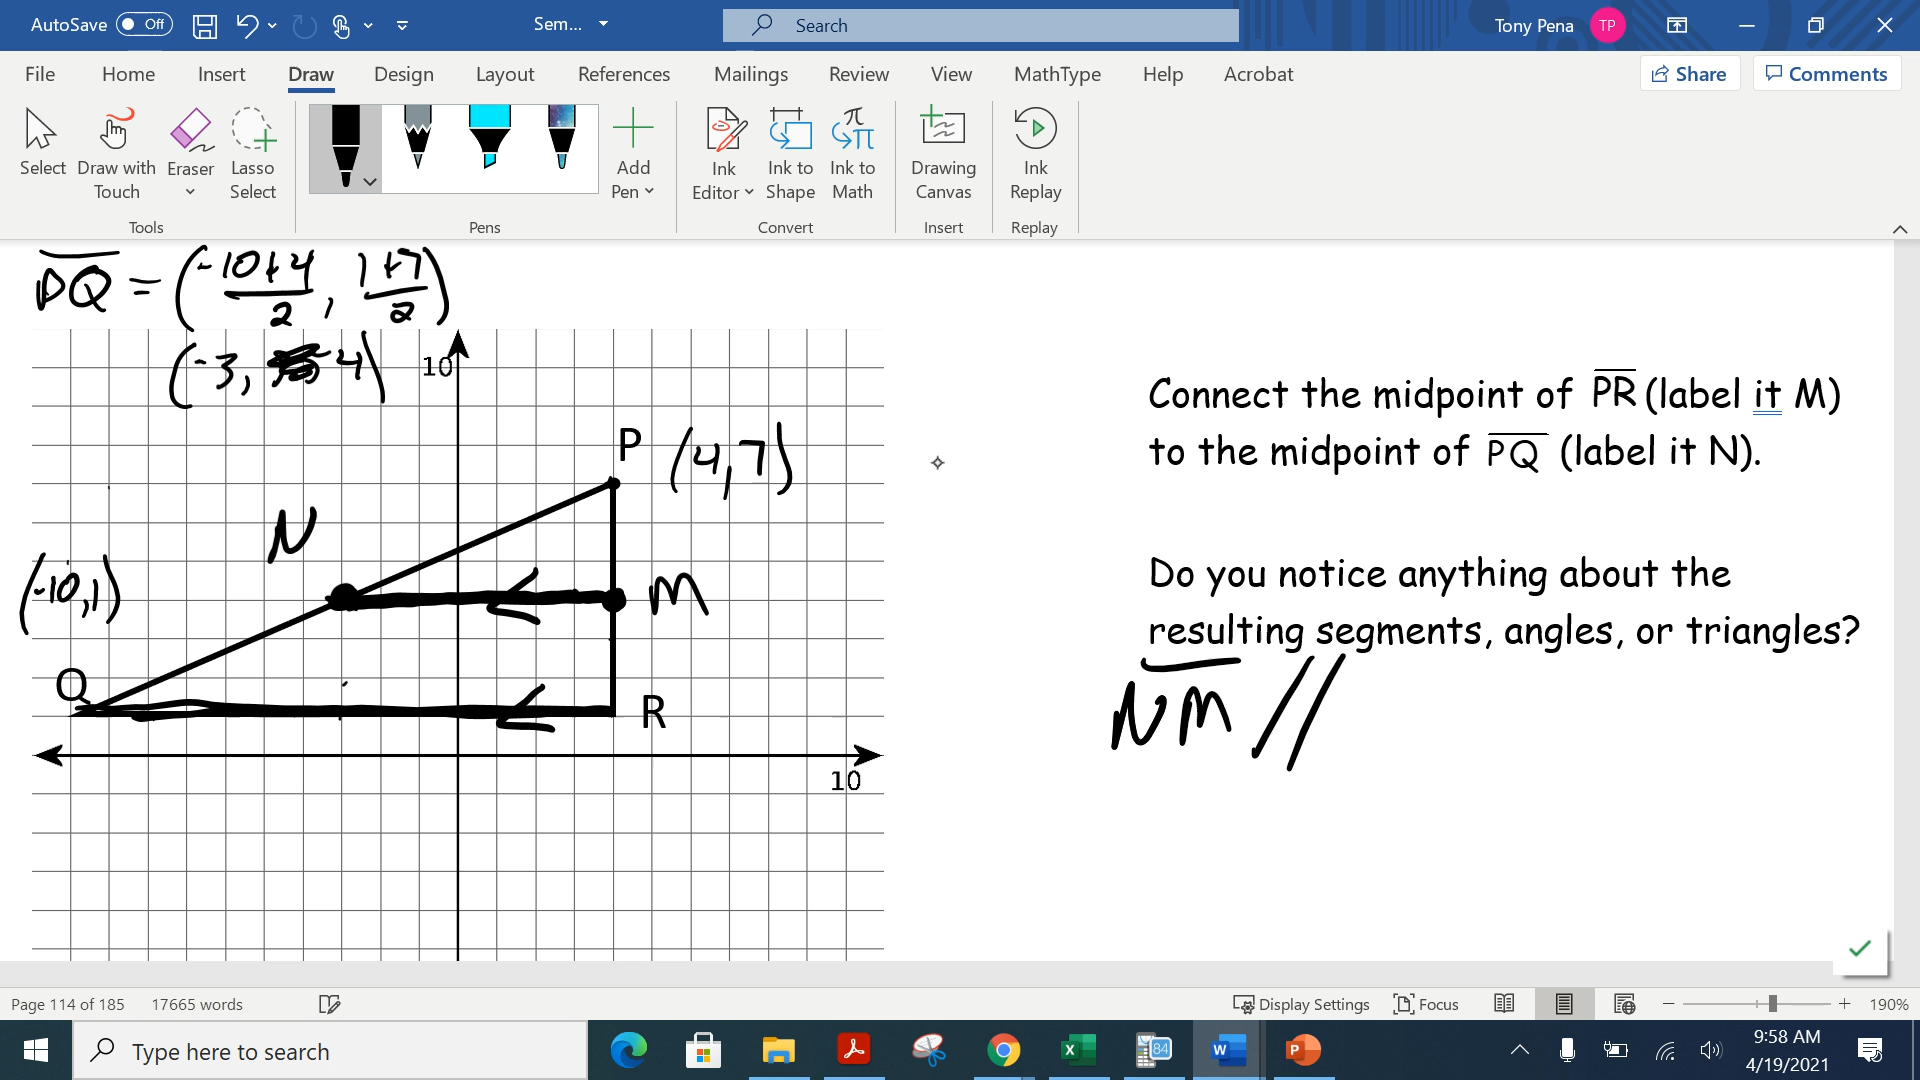 AutoSave Off Sem... Search Tony Pena TP
File Home Insert Draw Design Layout References Mailings Review View MathType Help Acrobat Share Comments
Select Draw with Touch Eraser Lasso Select Add Pen Ink Editor Ink to Shape Ink to Math π Drawing Canvas Ink Replay
Tools Pens Convert Insert Replay
PQ = (-10+4/2, 1+7/2)
(-3, 4)
10
P (4,7)
N
(-10,1)
M
Q
R
10
Connect the midpoint of PR (label it M)
to the midpoint of PQ (label it N).
Do you notice anything about the
resulting segments, angles, or triangles?
NM //
Page 114 of 185 17665 words Display Settings Focus 190%
Type here to search 84 9:58 AM
4/19/2021